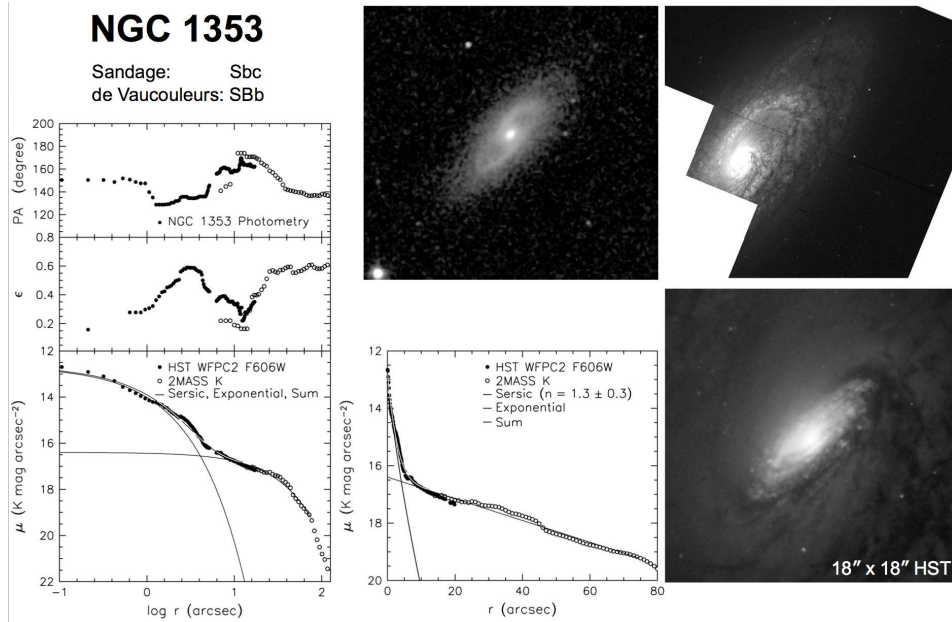 NGC 1353
Sandage: Sbc
de Vaucouleurs: SBb
200
180
160
140
120
PA (degree)
NGC 1353 Photometry
0.8
0.6
0.4
0.2
ε
12
14
16
18
20
22
μ (K mag arcsec⁻²)
HST WFPC2 F606W
2MASS K
Sersic, Exponential, Sum
-1
0
1
2
log r (arcsec)
12
14
16
18
20
μ (K mag arcsec⁻²)
HST WFPC2 F606W
2MASS K
Sersic (n = 1.3 ± 0.3)
Exponential
Sum
0
20
40
60
80
r (arcsec)
18″ x 18″ HST